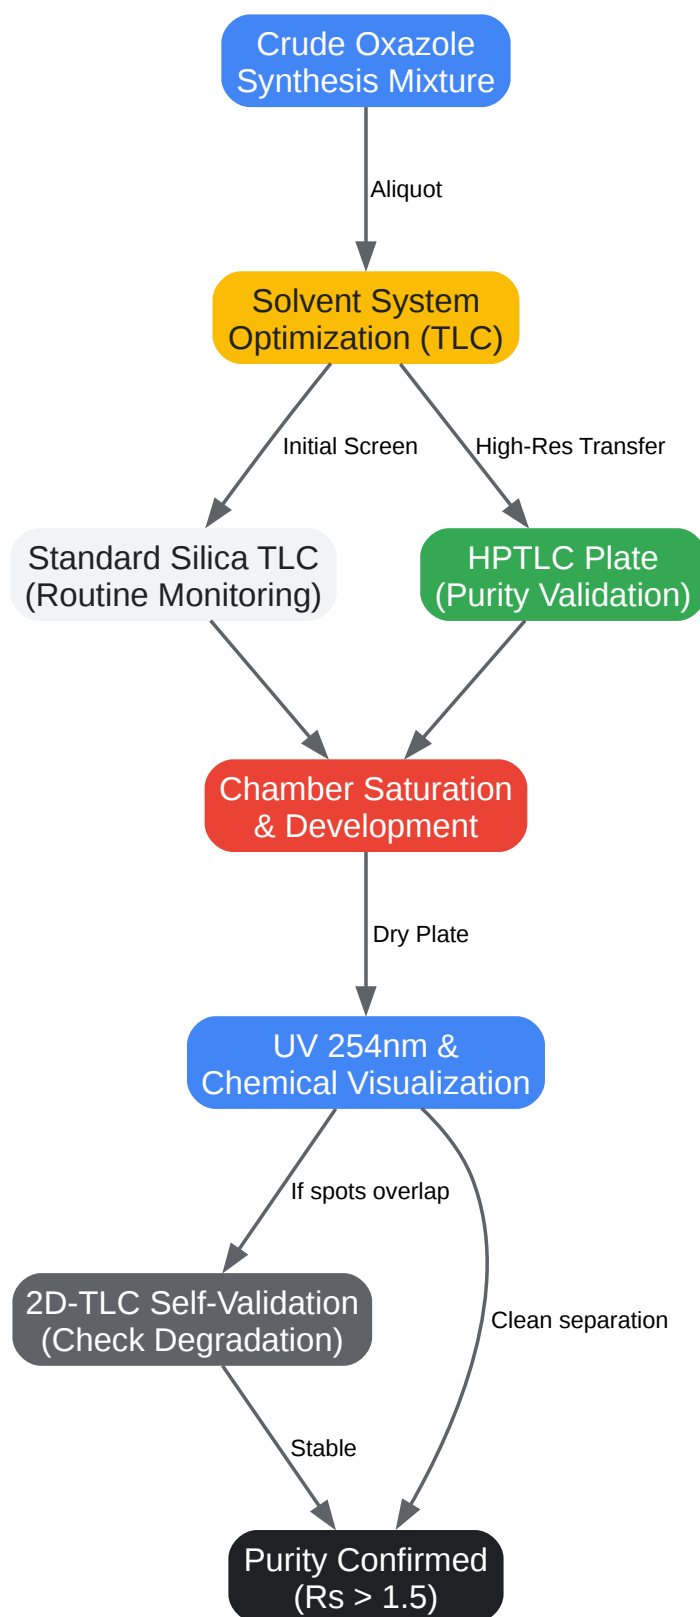 Crude Oxazole
Synthesis Mixture
Aliquot
Solvent System
Optimization (TLC)
Initial Screen
High-Res Transfer
Standard Silica TLC
(Routine Monitoring)
HPTLC Plate
(Purity Validation)
Chamber Saturation
& Development
Dry Plate
UV 254nm &
Chemical Visualization
If spots overlap
2D-TLC Self-Validation
(Check Degradation)
Clean separation
Stable
Purity Confirmed
(Rs > 1.5)